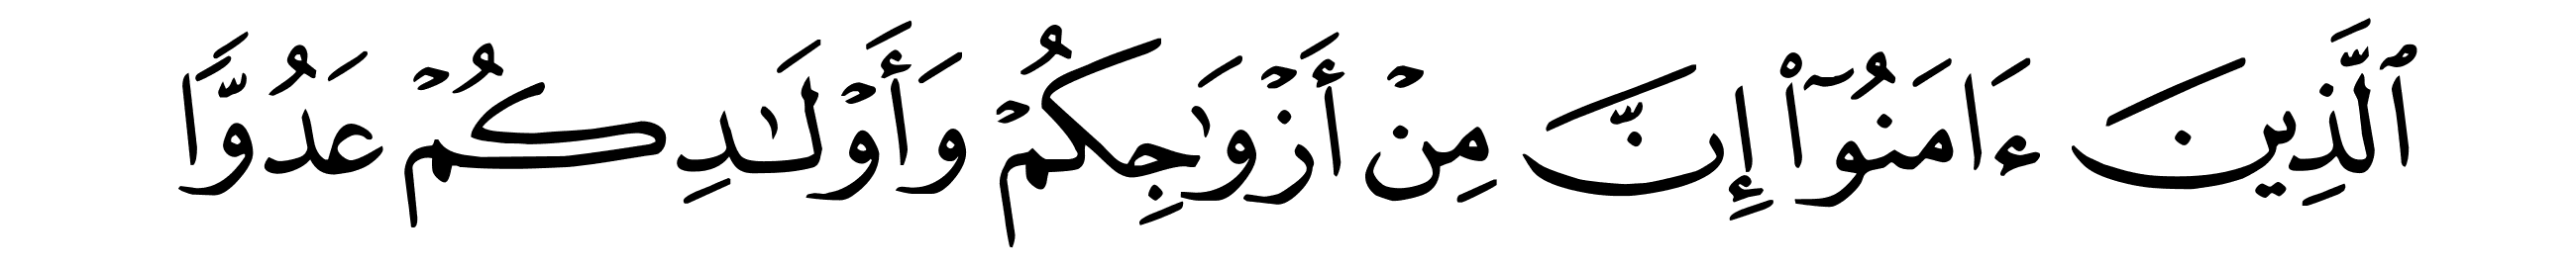 ٱلَّذِينَ ءَامَنُوٓا۟ إِنَّ مِنْ أَزْوَٰجِكُمْ وَأَوْلَـٰدِكُمْ عَدُوًّا